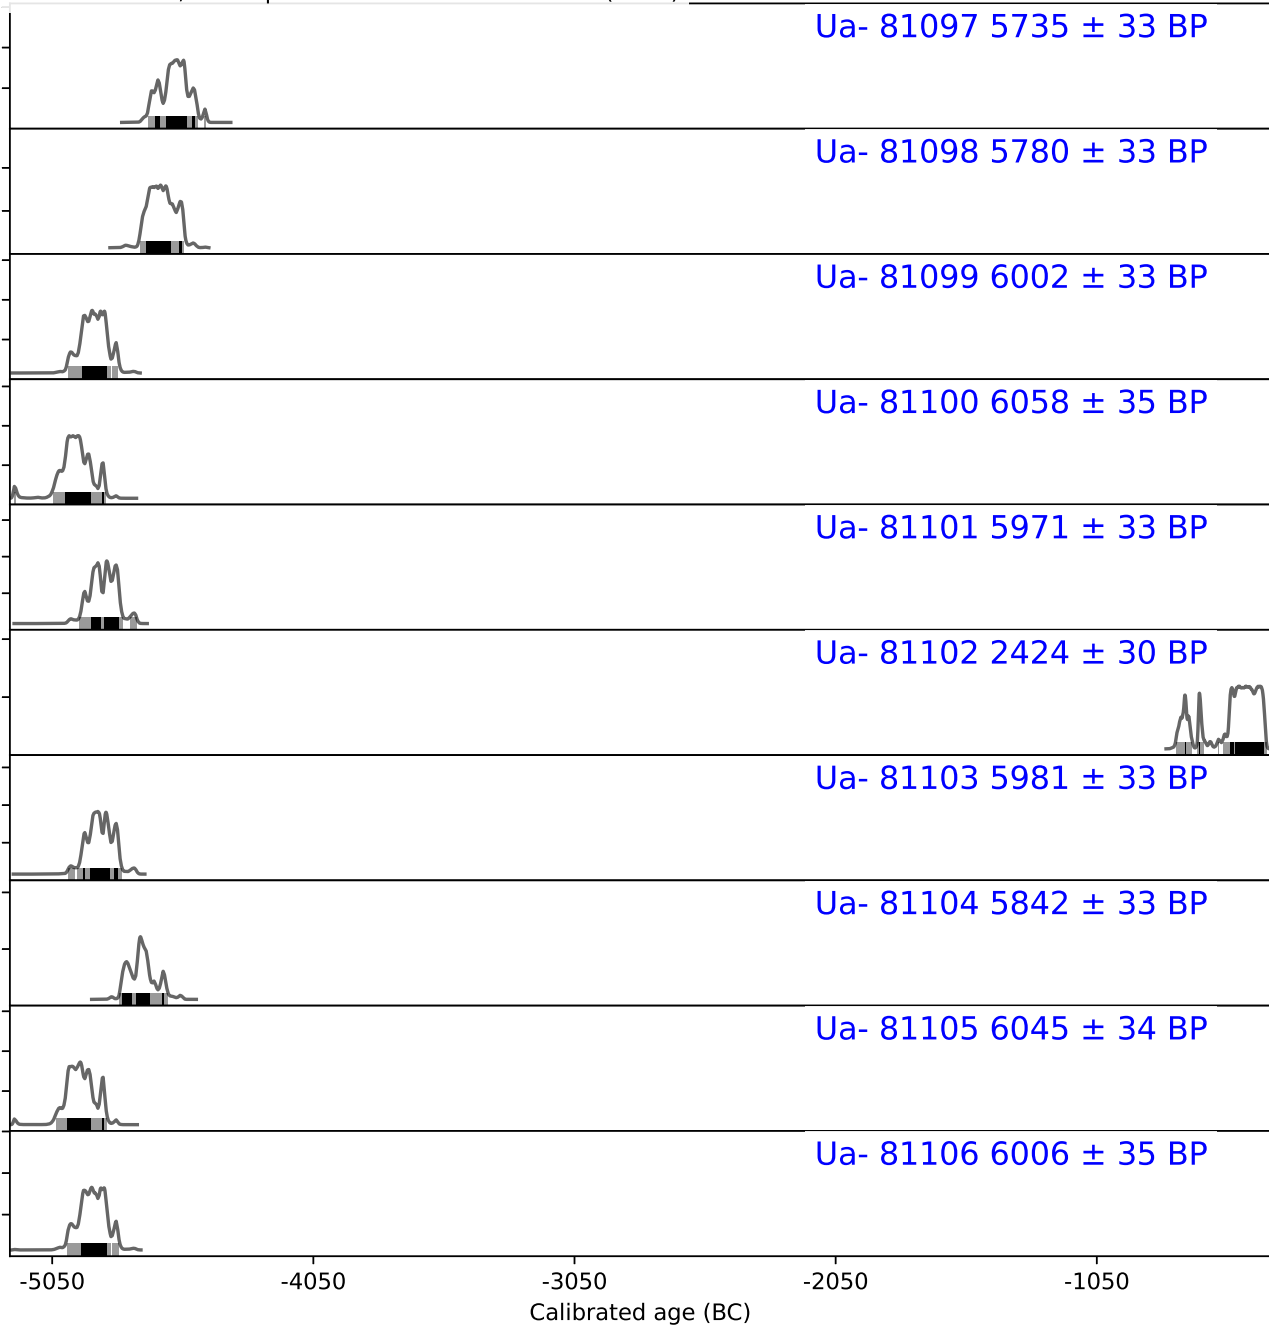 Ua- 81097 5735 ± 33 BP
Ua- 81098 5780 ± 33 BP
Ua- 81099 6002 ± 33 BP
Ua- 81100 6058 ± 35 BP
Ua- 81101 5971 ± 33 BP
Ua- 81102 2424 ± 30 BP
Ua- 81103 5981 ± 33 BP
Ua- 81104 5842 ± 33 BP
Ua- 81105 6045 ± 34 BP
Ua- 81106 6006 ± 35 BP
-5050 -4050 -3050 -2050 -1050
Calibrated age (BC)